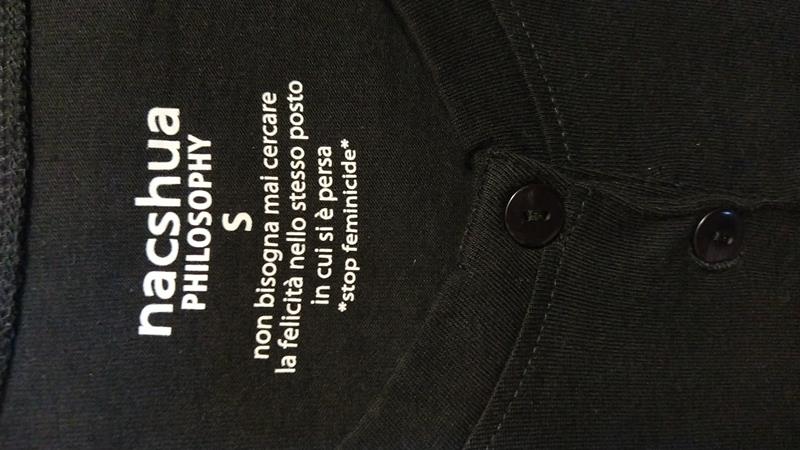 nacshua
PHILOSOPHY
S
non bisogna mai cercare
la felicità nello stesso posto
in cui si è persa
*stop feminicide*